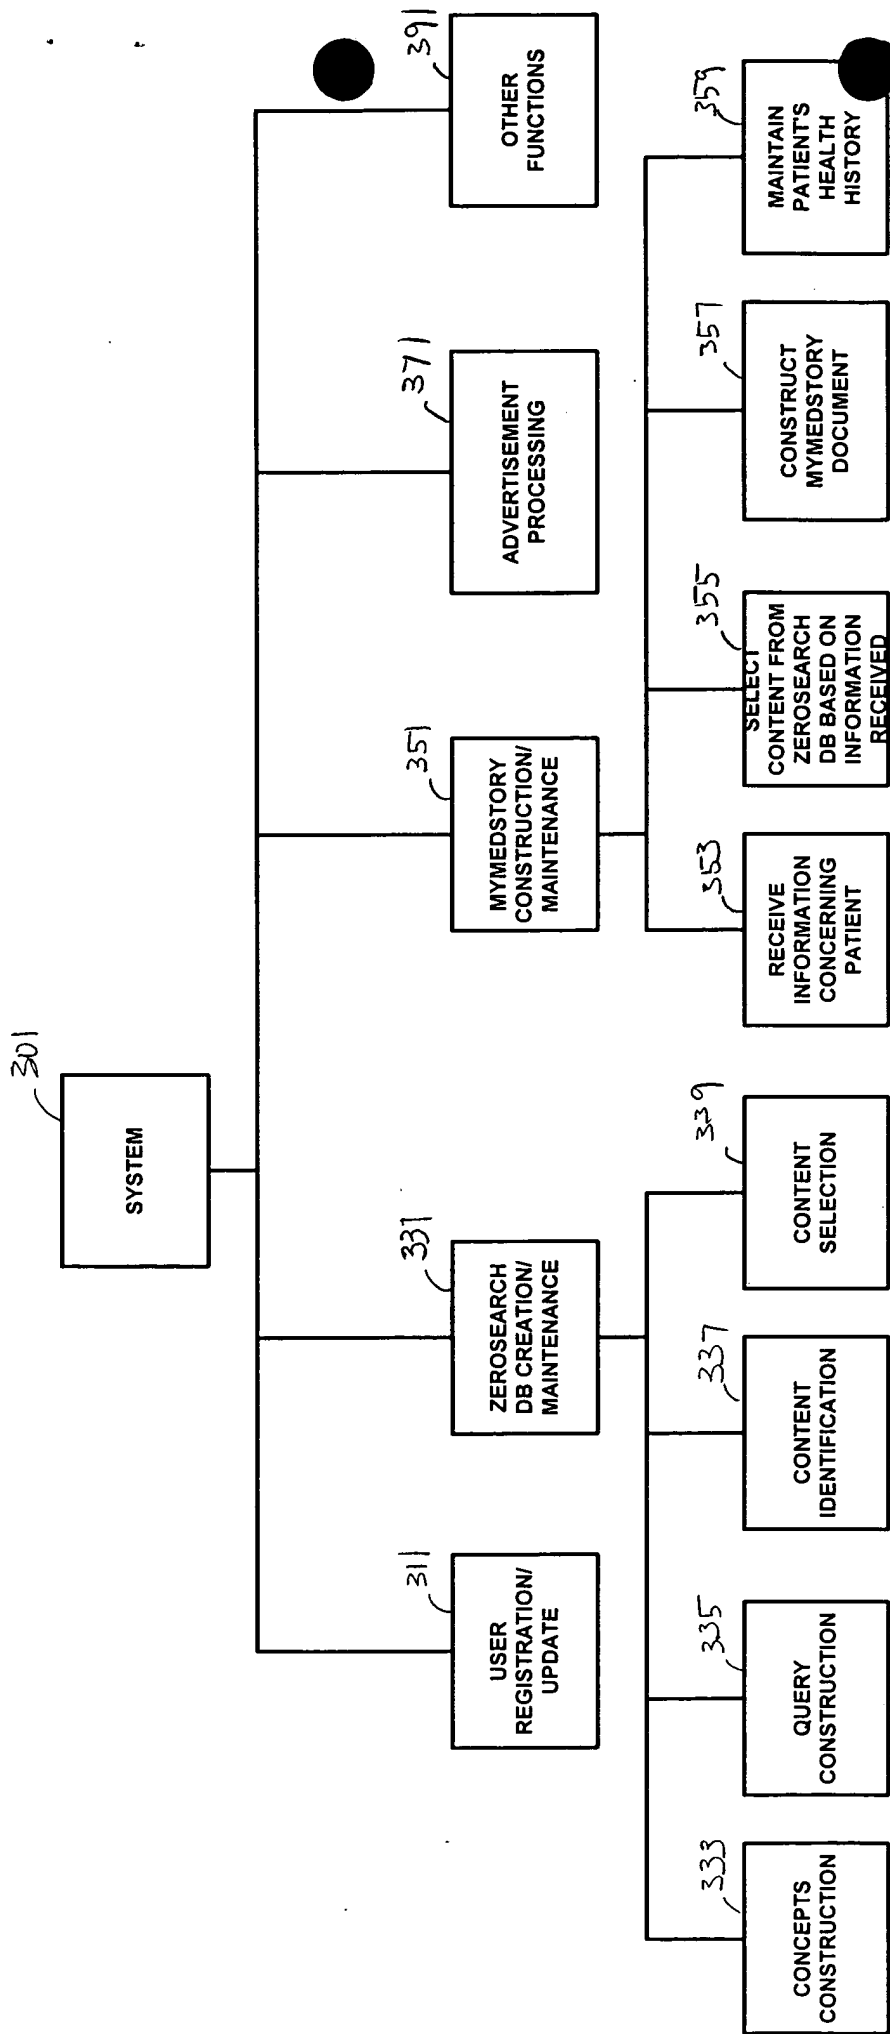 301
SYSTEM
311
USER
REGISTRATION/
UPDATE
331
ZEROSEARCH
DB CREATION/
MAINTENANCE
351
MYMEDSTORY
CONSTRUCTION/
MAINTENANCE
371
ADVERTISEMENT
PROCESSING
391
OTHER
FUNCTIONS
333
CONCEPTS
CONSTRUCTION
335
QUERY
CONSTRUCTION
337
CONTENT
IDENTIFICATION
339
CONTENT
SELECTION
353
RECEIVE
INFORMATION
CONCERNING
PATIENT
355
SELECT
CONTENT FROM
ZEROSEARCH
DB BASED ON
INFORMATION
RECEIVED
357
CONSTRUCT
MYMEDSTORY
DOCUMENT
359
MAINTAIN
PATIENT'S
HEALTH
HISTORY